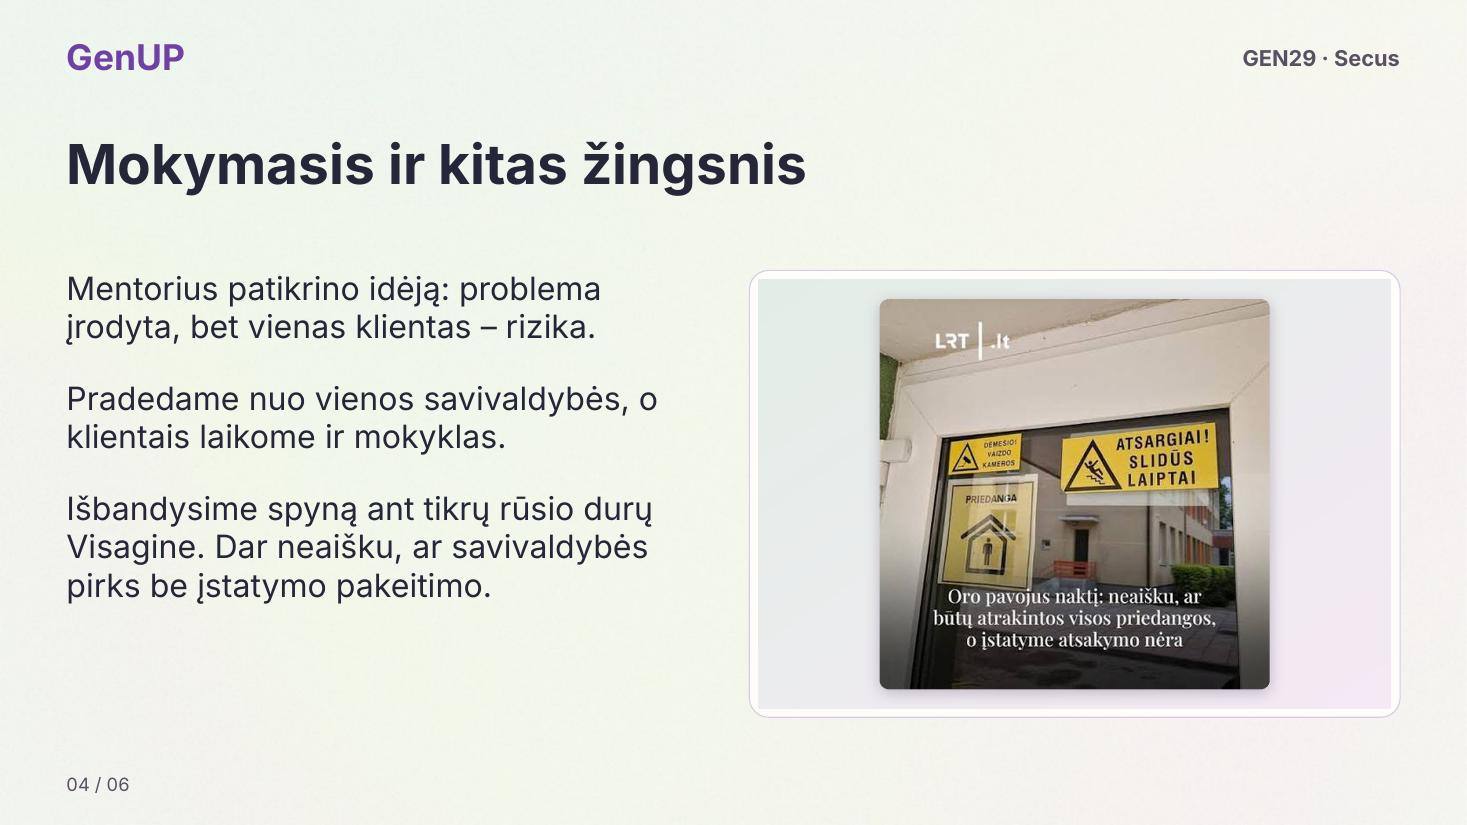 GenUP
GEN29 · Secus
Mokymasis ir kitas žingsnis
Mentorius patikrino idėją: problema
įrodyta, bet vienas klientas – rizika.
Pradedame nuo vienos savivaldybės, o
klientais laikome ir mokyklas.
Išbandysime spyną ant tikrų rūsio durų
Visagine. Dar neaišku, ar savivaldybės
pirks be įstatymo pakeitimo.
LRT .lt
DĖMESIO!
VAIZDO
KAMEROS
ATSARGIAI!
SLIDŪS
LAIPTAI
PRIEDANGA
Oro pavojus naktį: neaišku, ar
būtų atrakintos visos priedangos,
o įstatyme atsakymo nėra
04 / 06